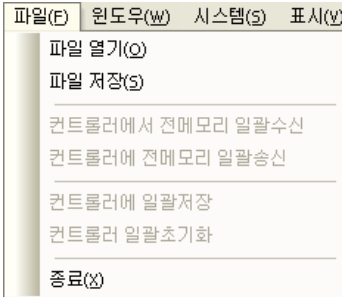 파일(F) 윈도우(W) 시스템(S) 표시(V)
파일 열기(O)
파일 저장(S)
컨트롤러에서 전메모리 일괄수신
컨트롤러에 전메모리 일괄송신
컨트롤러에 일괄저장
컨트롤러 일괄초기화
종료(X)